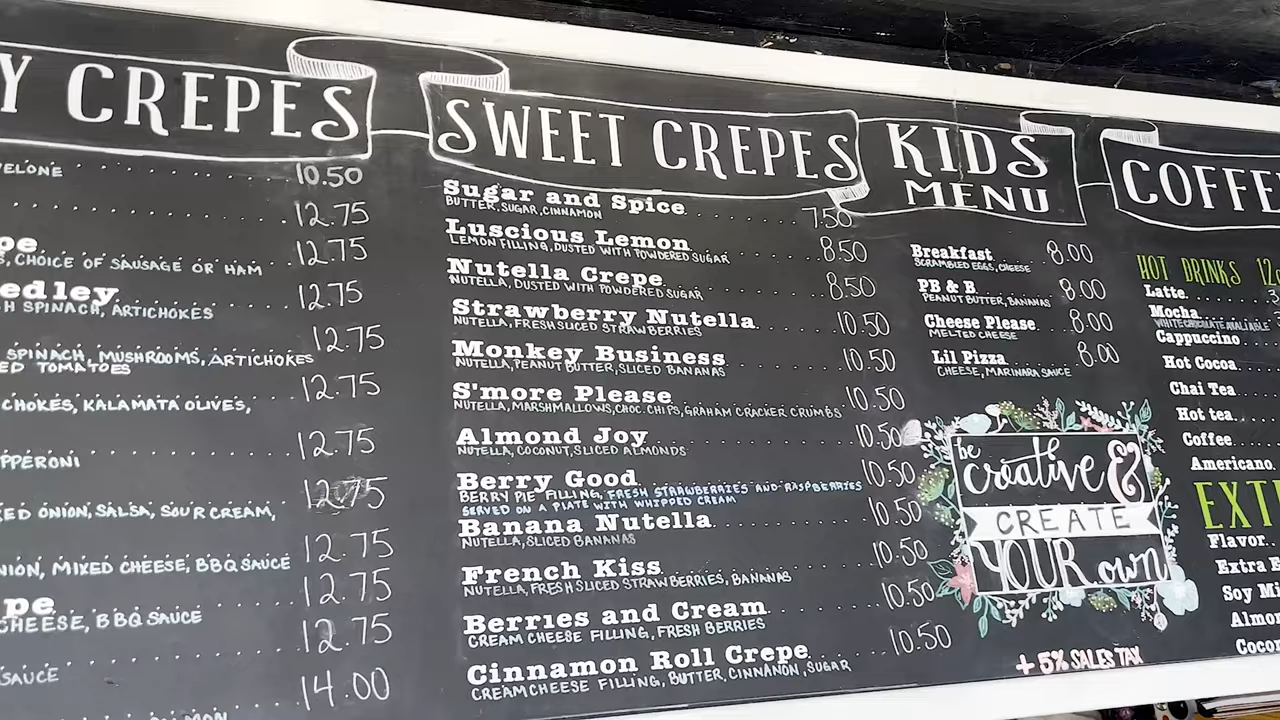 Y CREPES
VELONE 10.50
12.75
pe 12.75
S, CHOICE OF SAUSAGE OR HAM
edley 12.75
H SPINACH, ARTICHOKES
12.75
SPINACH, MUSHROOMS, ARTICHOKES
ED TOMATOES
12.75
CHOKES, KALAMATA OLIVES,
12.75
PPERONI
12.75
ED ONION, SALSA, SOUR CREAM,
12.75
NION, MIXED CHEESE, BBQ SAUCE
12.75
pe
CHEESE, BBQ SAUCE
12.75
SAUCE
14.00
SWEET CREPES
Sugar and Spice 7.50
BUTTER, SUGAR, CINNAMON
Luscious Lemon 8.50
LEMON FILLING, DUSTED WITH POWDERED SUGAR
Nutella Crepe 8.50
NUTELLA, DUSTED WITH POWDERED SUGAR
Strawberry Nutella 10.50
NUTELLA, FRESH SLICED STRAWBERRIES
Monkey Business 10.50
NUTELLA, PEANUT BUTTER, SLICED BANANAS
S'more Please 10.50
NUTELLA, MARSHMALLOWS, CHOC. CHIPS, GRAHAM CRACKER CRUMBS
Almond Joy 10.50
NUTELLA, COCONUT, SLICED ALMONDS
Berry Good 10.50
BERRY PIE FILLING, FRESH STRAWBERRIES AND RASPBERRIES
SERVED ON A PLATE WITH WHIPPED CREAM
Banana Nutella 10.50
NUTELLA, SLICED BANANAS
French Kiss 10.50
NUTELLA, FRESH SLICED STRAWBERRIES, BANANAS
Berries and Cream 10.50
CREAM CHEESE FILLING, FRESH BERRIES
Cinnamon Roll Crepe 10.50
CREAM CHEESE FILLING, BUTTER, CINNANON, SUGAR
KIDS
MENU
Breakfast 8.00
SCRAMBLED EGGS, CHEESE
PB & B 8.00
PEANUT BUTTER, BANANAS
Cheese Please 8.00
MELTED CHEESE
Lil Pizza 8.00
CHEESE, MARINARA SAUCE
be
creative &
CREATE
YOUR own
+ 5% SALES TAX
COFFE
HOT DRINKS 12o
Latte 3
Mocha
WHITE CHOCOLATE AVALIABLE
Cappuccino
Hot Cocoa
Chai Tea
Hot tea
Coffee
Americano
EXT
Flavor
Extra E
Soy Mi
Almon
Cocon